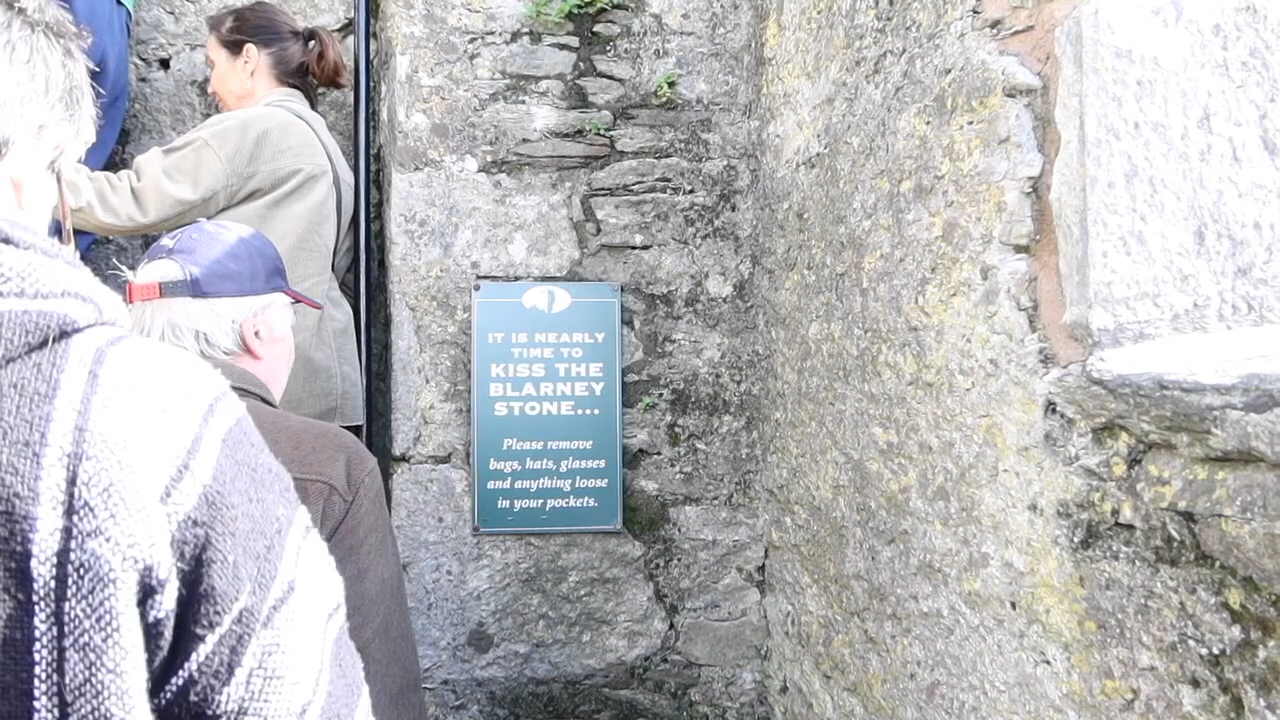 IT IS NEARLY
TIME TO
KISS THE
BLARNEY
STONE...
Please remove
bags, hats, glasses
and anything loose
in your pockets.